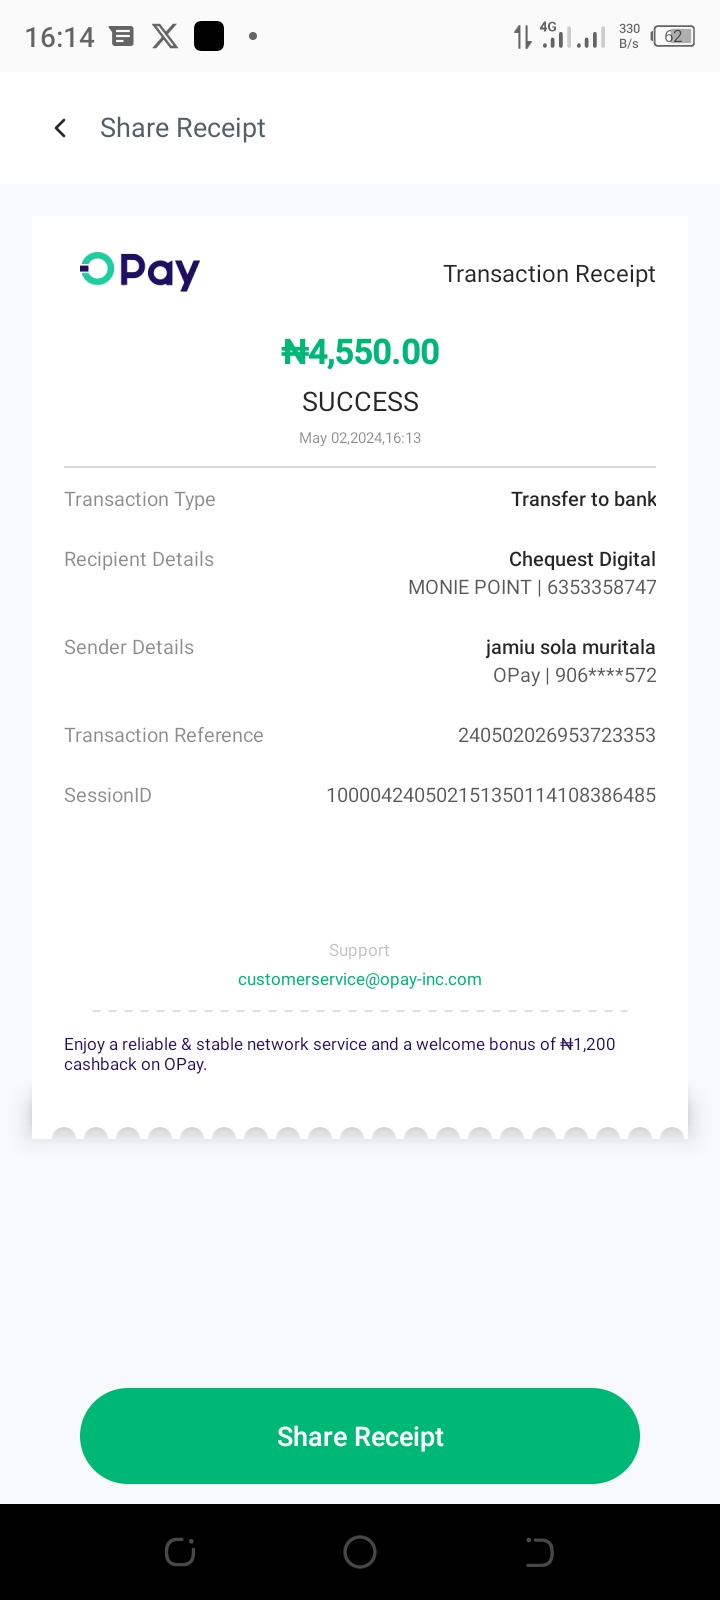 16:14
4G
330
B/s
62
Share Receipt
OPay
Transaction Receipt
₦4,550.00
SUCCESS
May 02,2024,16:13
Transaction Type
Transfer to bank
Recipient Details
Chequest Digital
MONIE POINT | 6353358747
Sender Details
jamiu sola muritala
OPay | 906****572
Transaction Reference
240502026953723353
SessionID
100004240502151350114108386485
Support
customerservice@opay-inc.com
Enjoy a reliable & stable network service and a welcome bonus of ₦1,200
cashback on OPay.
Share Receipt